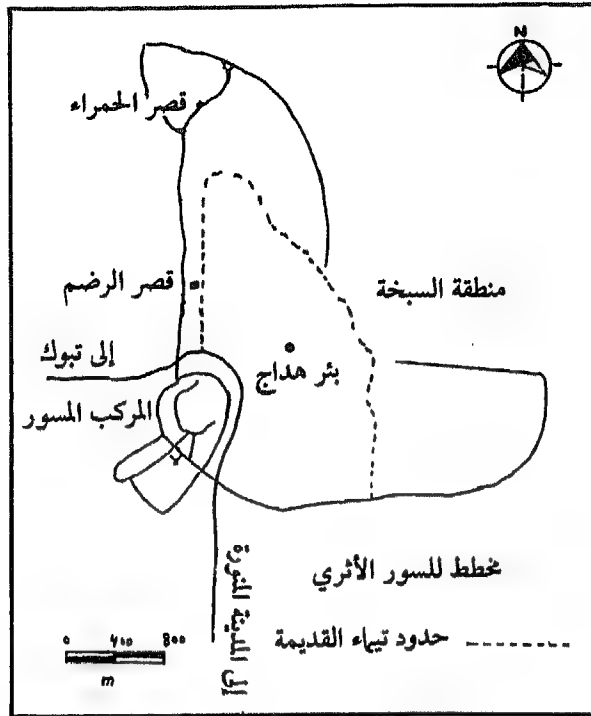 N
قصر الحمراء
قصر الرضم
منطقة السبخة
إلى تبوك
بئر هداج
المركب المسور
إلى المدينة المنورة
مخطط للسور الأثري
حدود تيماء القديمة
0 400 800
m